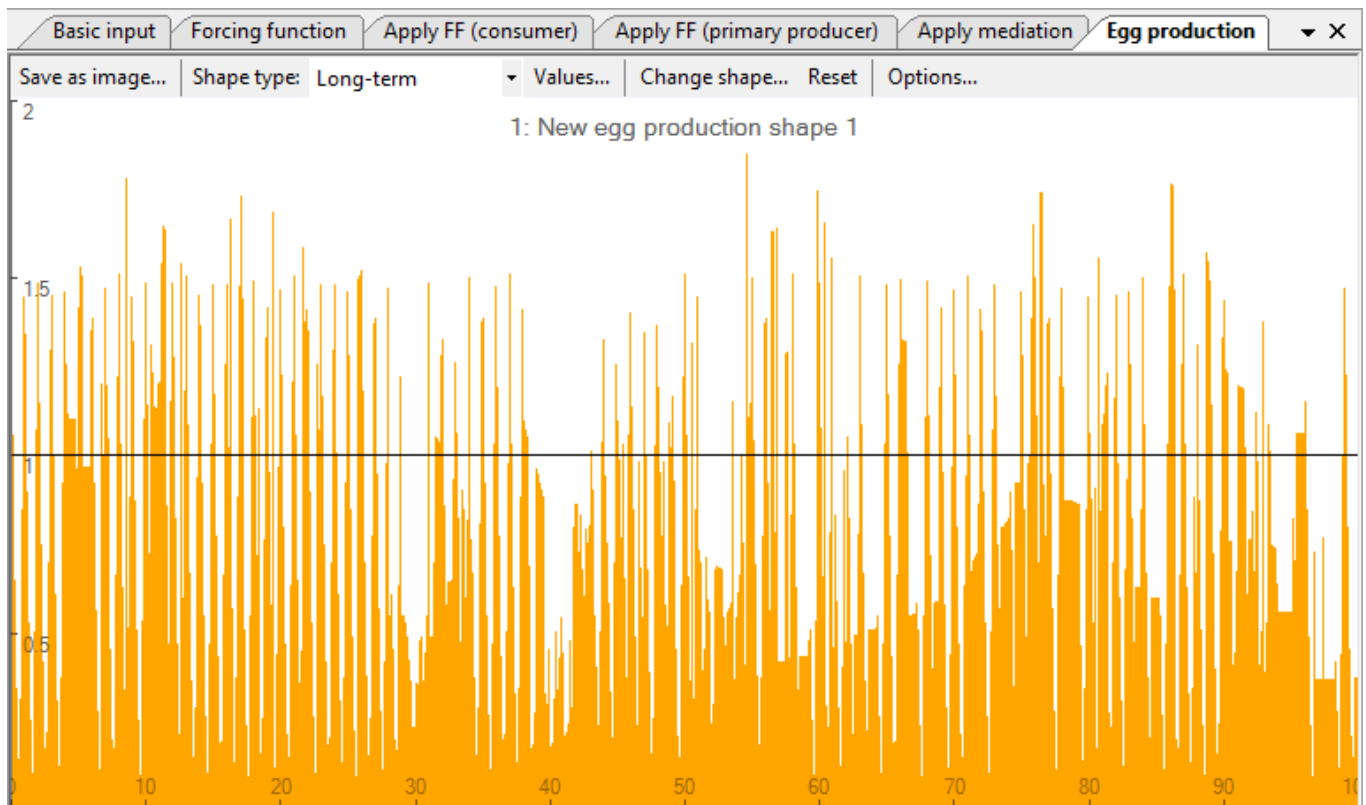 Basic input Forcing function Apply FF (consumer) Apply FF (primary producer) Apply mediation Egg production
Save as image... Shape type: Long-term Values... Change shape... Reset Options...
2
1: New egg production shape 1
1.5
1
0.5
0 10 20 30 40 50 60 70 80 90 10